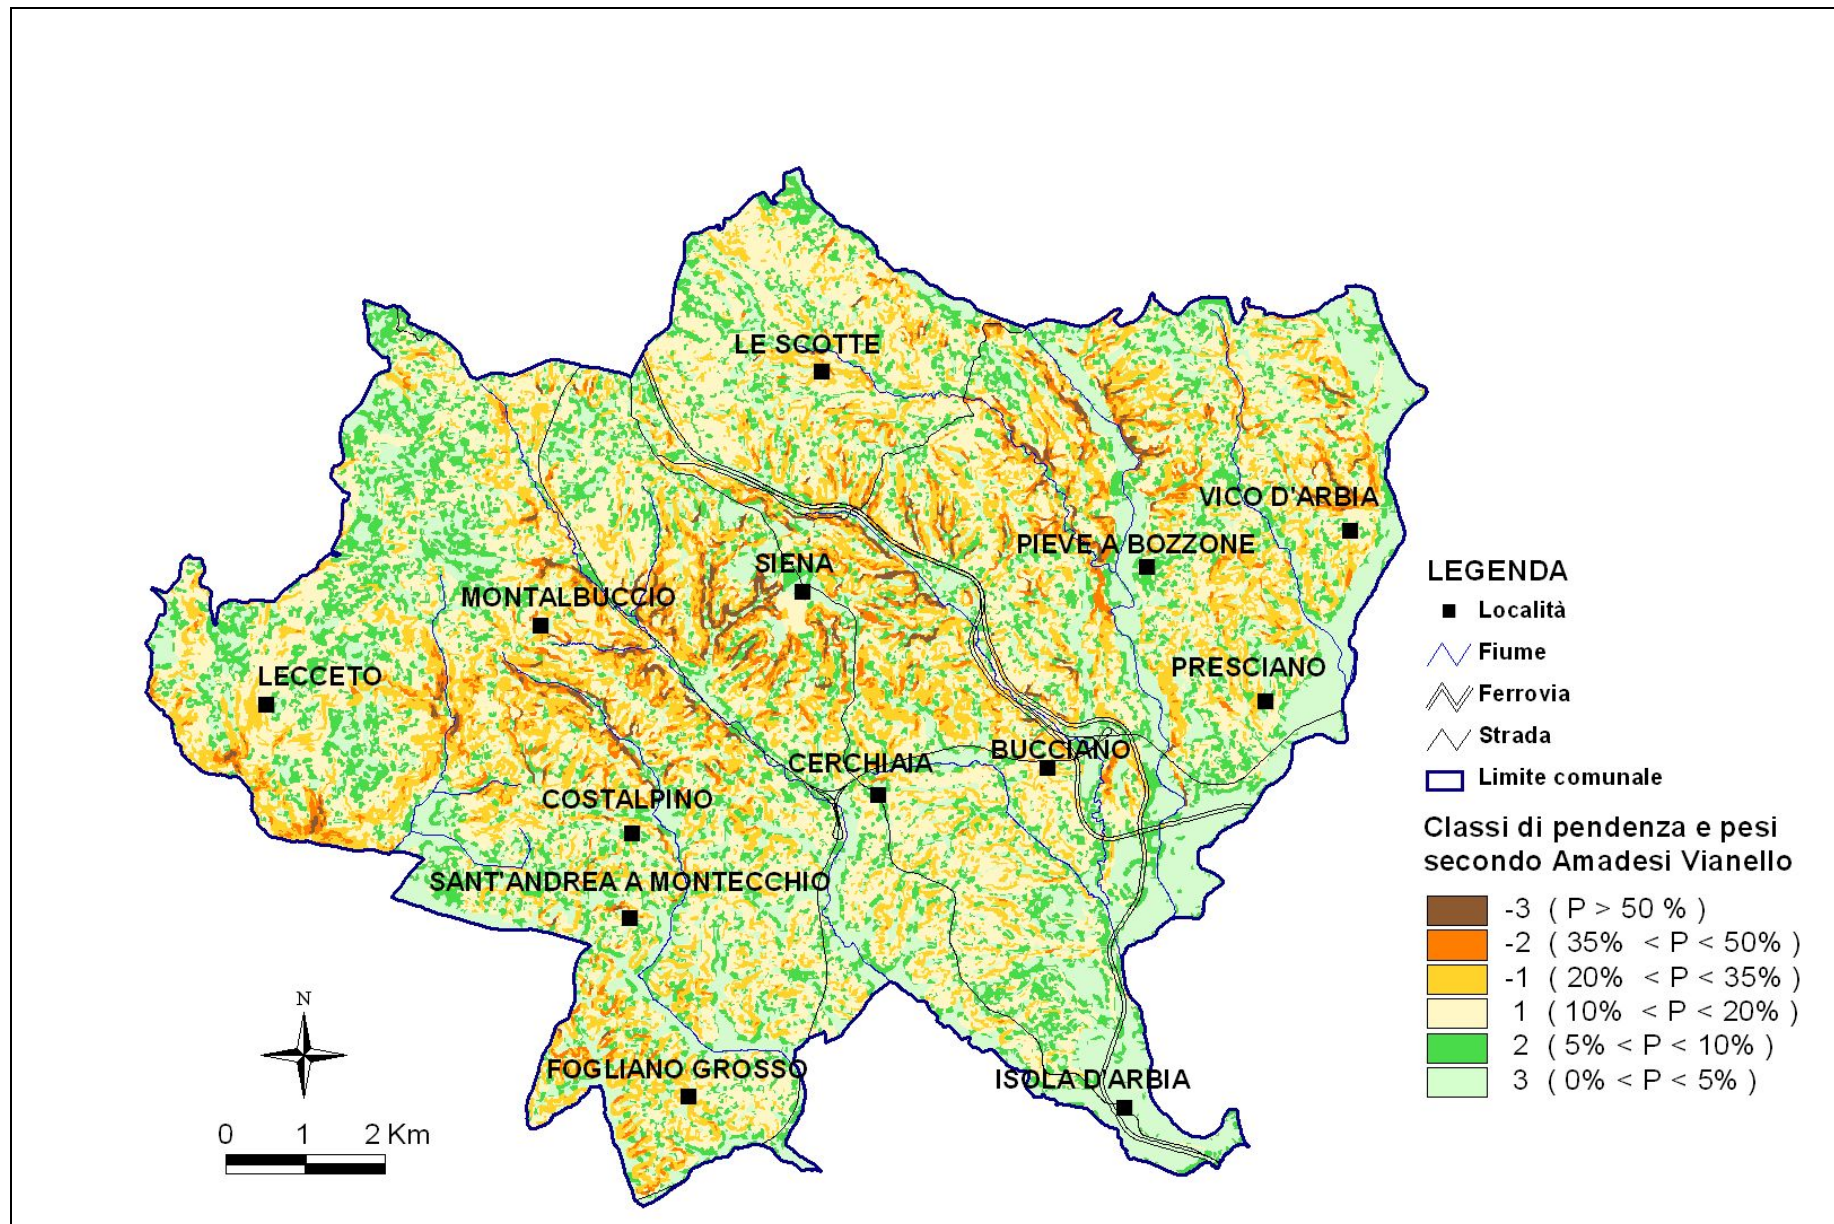 LE SCOTTE
VICO D'ARBIA
PIEVE A BOZZONE
SIENA
MONTALBUCCIO
LECCETO
PRESCIANO
BUCCIANO
CERCHIAIA
COSTALPINO
SANT'ANDREA A MONTECCHIO
FOGLIANO GROSSO
ISOLA D'ARBIA
N
0 1 2 Km
LEGENDA
Località
Fiume
Ferrovia
Strada
Limite comunale
Classi di pendenza e pesi
secondo Amadesi Vianello
-3 ( P > 50 % )
-2 ( 35% < P < 50% )
-1 ( 20% < P < 35% )
1 ( 10% < P < 20% )
2 ( 5% < P < 10% )
3 ( 0% < P < 5% )